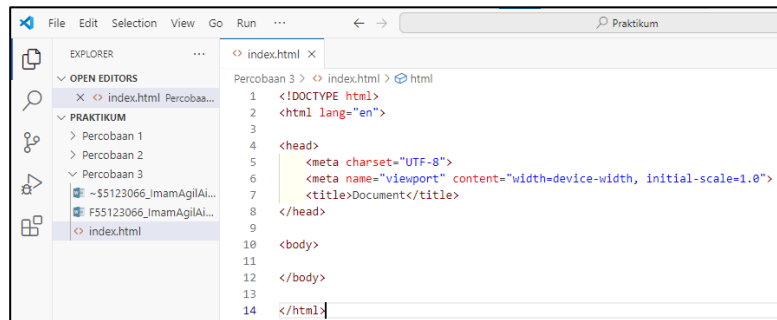 File Edit Selection View Go Run ··· ← → Praktikum
EXPLORER ···
OPEN EDITORS
× <> index.html Percobaa...
PRAKTIKUM
> Percobaan 1
> Percobaan 2
Percobaan 3
~$5123066_ImamAgilAi...
F55123066_ImamAgilAi...
<> index.html
<> index.html ×
Percobaan 3 > <> index.html > html
1 <!DOCTYPE html>
2 <html lang="en">
3
4 <head>
5 <meta charset="UTF-8">
6 <meta name="viewport" content="width=device-width, initial-scale=1.0">
7 <title>Document</title>
8 </head>
9
10 <body>
11
12 </body>
13
14 </html>